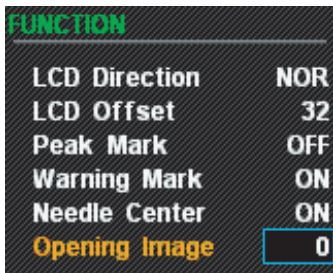 FUNCTION
LCD Direction NOR
LCD Offset 32
Peak Mark OFF
Warning Mark ON
Needle Center ON
Opening Image 0